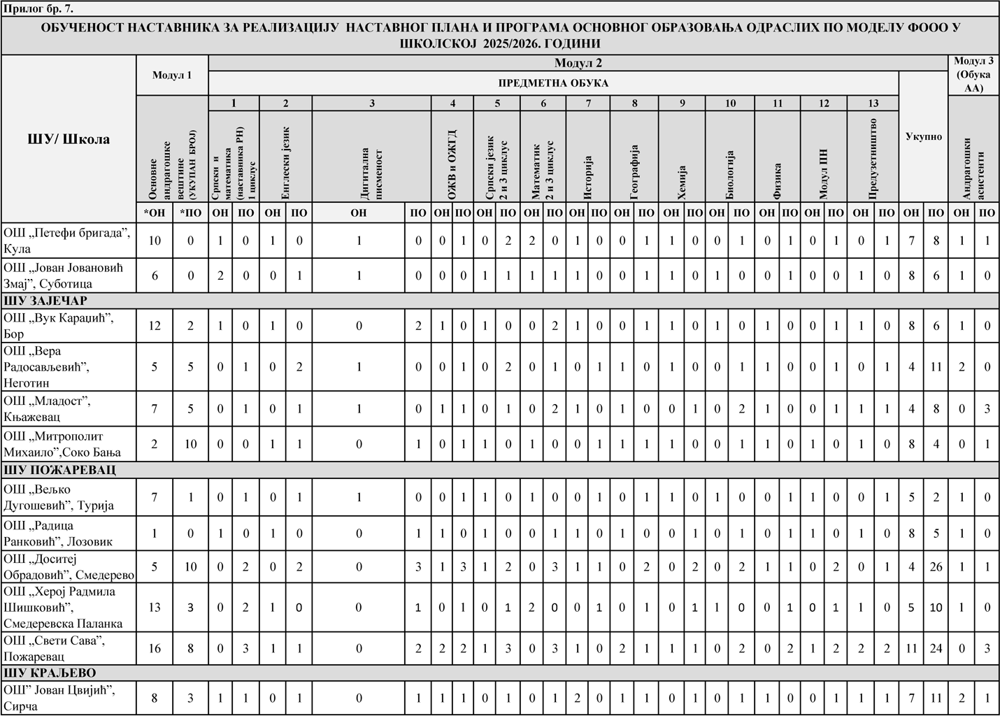 Прилог бр. 7.
ОБУЧЕНОСТ НАСТАВНИКА ЗА РЕАЛИЗАЦИЈУ НАСТАВНОГ ПЛАНА И ПРОГРАМА ОСНОВНОГ ОБРАЗОВАЊА ОДРАСЛИХ ПО МОДЕЛУ ФООО У
ШКОЛСКОЈ 2025/2026. ГОДИНИ
ШУ/ Школа
Модул 1
Модул 2
Модул 3
(Обука
АА)
ПРЕДМЕТНА ОБУКА
Укупно
1 2 3 4 5 6 7 8 9 10 11 12 13
Основне
андрагошке
вештине
(УКУПАН БРОЈ)
Српски и
математика
(наставника РН)
1 циклус
Енглески језик
Дигитална
писменост
ОЖВ и ОЖГД
Српски језик
2 и 3 циклус
Математик
2 и 3 циклус
Историја
Географија
Хемија
Биологија
Физика
Модул ПН
Предузетништво
Андрагошки
асистенти
*ОН *ПО ОН ПО ОН ПО ОН ПО ОН ПО ОН ПО ОН ПО ОН ПО ОН ПО ОН ПО ОН ПО ОН ПО ОН ПО ОН ПО ОН ПО ОН ПО
ОШ „Петефи бригада”,
Кула
10 0 1 0 1 0 1 0 0 1 0 2 2 0 1 0 0 1 1 0 0 1 0 1 0 1 0 1 7 8 1 1
ОШ „Јован Јовановић
Змај”, Суботица
6 0 2 0 0 1 1 0 0 0 1 1 1 1 1 0 0 1 1 0 1 0 0 1 0 0 1 0 8 6 1 0
ШУ ЗАЈЕЧАР
ОШ „Вук Караџић”,
Бор
12 2 1 0 1 0 0 2 1 0 1 0 0 2 1 0 0 1 1 0 1 0 1 0 0 1 1 0 8 6 1 0
ОШ „Вера
Радосављевић”,
Неготин
5 5 0 1 0 2 1 0 0 1 0 2 0 1 0 1 1 0 1 0 0 1 1 0 0 1 0 1 4 11 2 0
ОШ „Младост”,
Књажевац
7 5 0 1 0 1 1 0 1 1 0 1 0 2 0 1 0 0 0 1 0 2 1 0 0 1 1 1 4 8 0 3
ОШ „Митрополит
Михаило”,Соко Бања
2 10 0 0 1 1 0 1 0 1 1 0 1 0 0 1 1 1 1 0 0 1 1 0 1 0 1 0 8 4 0 1
ШУ ПОЖАРЕВАЦ
ОШ „Вељко
Дугошевић”, Турија
7 1 0 1 0 1 1 0 0 1 1 0 1 0 0 1 0 1 1 0 1 0 0 1 1 0 0 1 5 2 1 0
ОШ „Радица
Ранковић”, Лозовик
1 0 1 0 1 0 0 1 1 0 1 0 0 1 1 0 1 0 0 1 0 1 0 1 1 0 1 0 8 5 1 0
ОШ „Доситеј
Обрадовић”, Смедерево
5 10 0 2 0 2 0 3 1 3 1 2 0 3 1 1 0 2 0 2 0 2 1 1 0 2 0 1 4 26 1 1
ОШ „Херој Радмила
Шишковић”,
Смедеревска Паланка
13 3 0 2 1 0 0 1 0 1 0 1 2 0 0 1 0 1 0 1 1 0 0 1 0 1 1 0 5 10 1 0
ОШ „Свети Сава”,
Пожаревац
16 8 0 3 1 1 0 2 2 2 1 3 0 3 1 0 2 1 1 1 0 2 0 2 1 2 2 2 11 24 0 3
ШУ КРАЉЕВО
ОШ” Јован Цвијић”,
Сирча
8 3 1 1 0 1 0 1 1 1 0 1 0 1 2 0 1 1 0 1 0 1 1 0 0 1 1 1 7 11 2 1